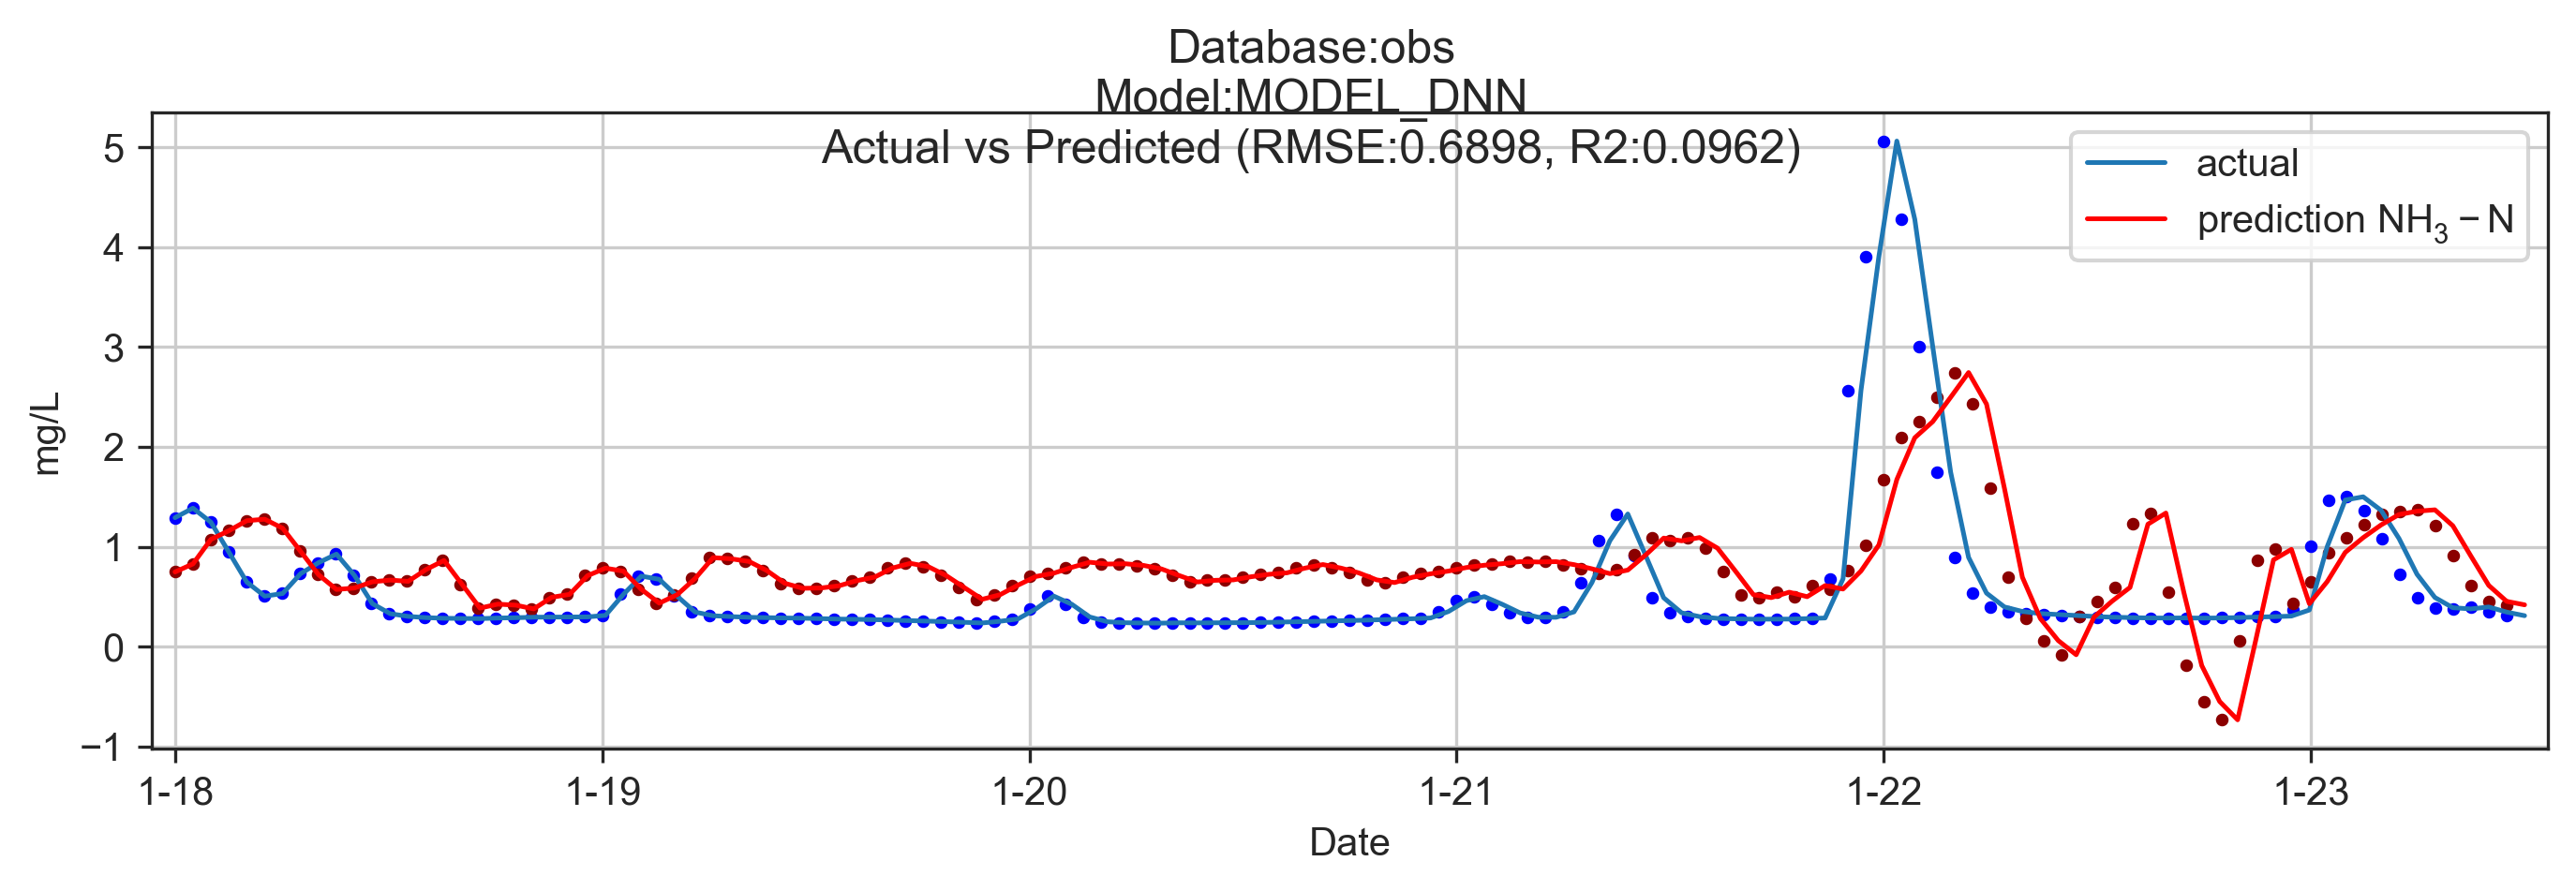 Database:obs
Model:MODEL_DNN
Actual vs Predicted (RMSE:0.6898, R2:0.0962)
actual
prediction NH₃ − N
5
4
3
2
1
0
−1
mg/L
1-18 1-19 1-20 1-21 1-22 1-23
Date